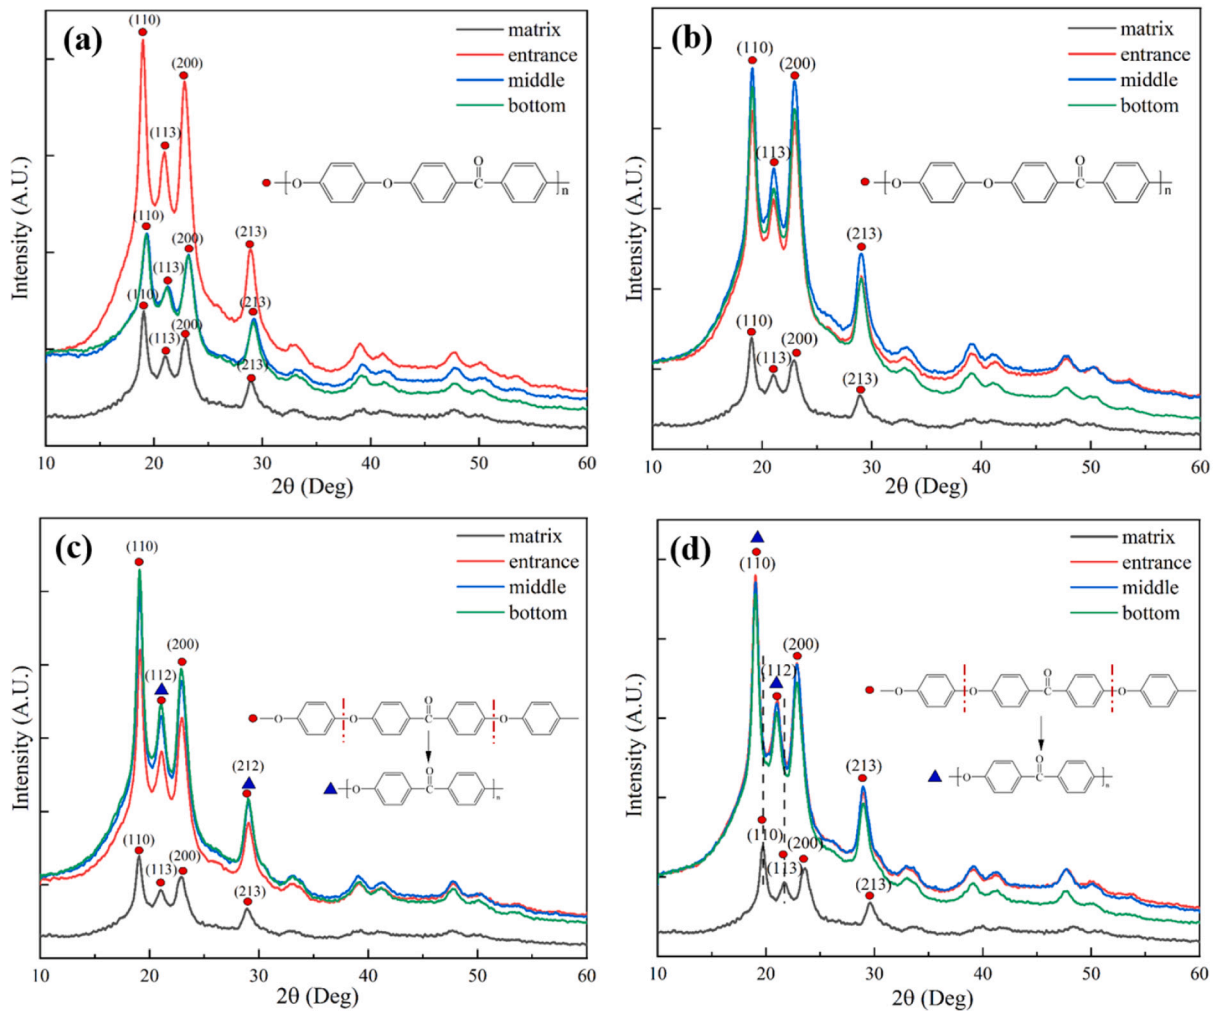 (a)
matrix
entrance
middle
bottom
(110)
(200)
(113)
O
O
O
C
n
(110)
(200)
(213)
(113)
(110)
(213)
(113)
(200)
(213)
Intensity (A.U.)
10 20 30 40 50 60
2θ (Deg)
(b)
matrix
entrance
middle
bottom
(110)
(200)
(113)
O
O
O
C
n
(213)
(110)
(200)
(113)
(213)
Intensity (A.U.)
10 20 30 40 50 60
2θ (Deg)
(c)
matrix
entrance
middle
bottom
(110)
(200)
(112)
O
O
O
C
O
(212)
O
O
C
n
(110)
(113)
(200)
(213)
Intensity (A.U.)
10 20 30 40 50 60
2θ (Deg)
(d)
matrix
entrance
middle
bottom
(110)
(200)
(112)
O
O
O
C
O
(213)
O
O
C
n
(110)
(200)
(113)
(213)
Intensity (A.U.)
10 20 30 40 50 60
2θ (Deg)